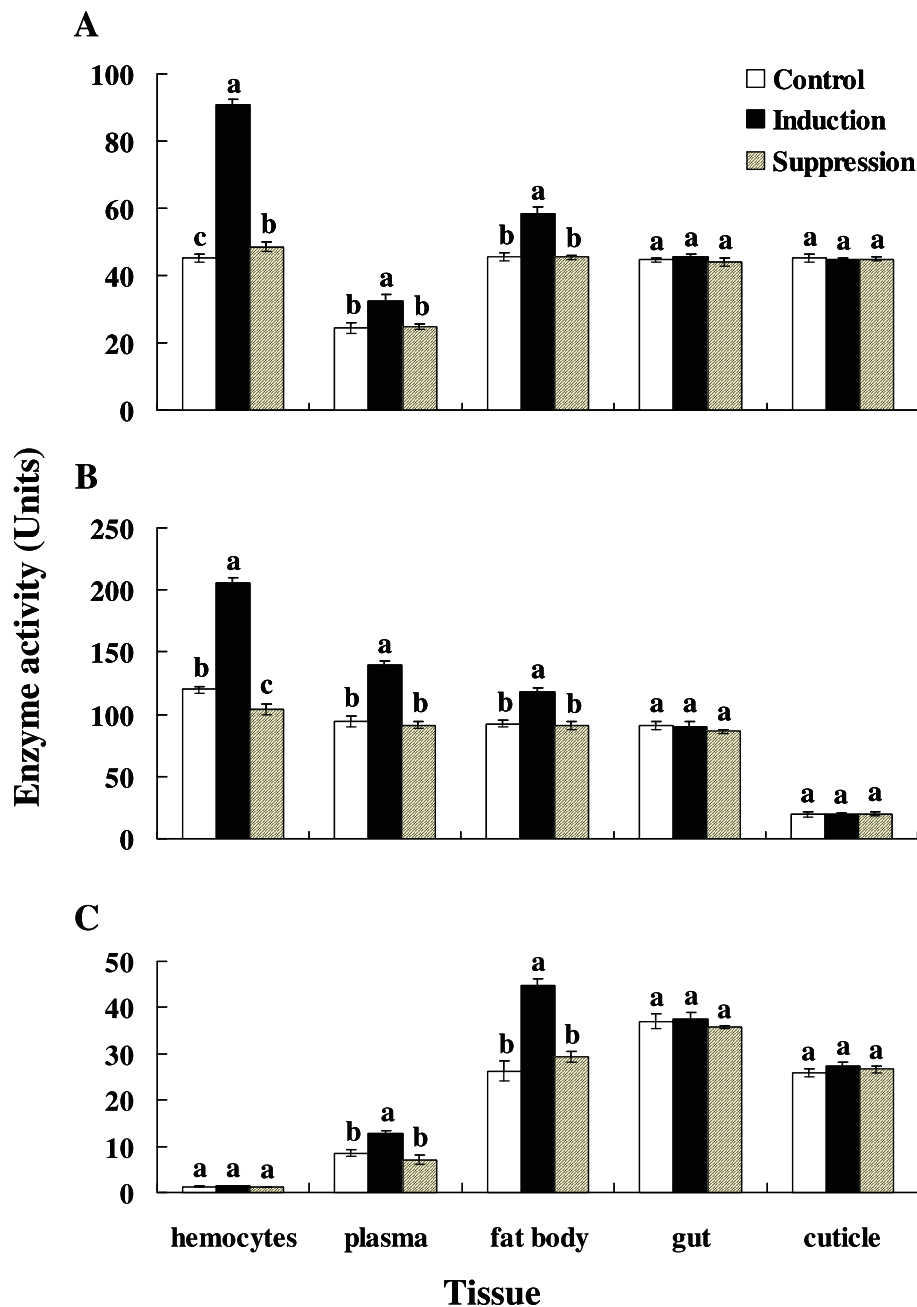 A
100
80
60
40
20
0
Control
Induction
Suppression
c a b
b a b
b a b
a a a
a a a
Enzyme activity (Units)
B
250
200
150
100
50
0
b a c
b a b
b a b
a a a
a a a
C
50
40
30
20
10
0
a a a
b a b
b a b
a a a
a a a
hemocytes plasma fat body gut cuticle
Tissue